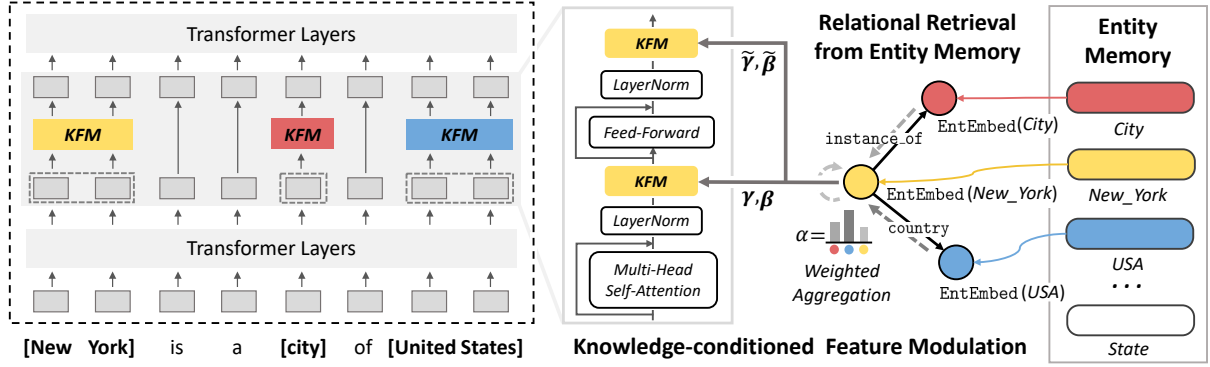 Transformer Layers
KFM
KFM
KFM
Transformer Layers
[New York] is a [city] of [United States]
KFM
LayerNorm
Feed-Forward
KFM
LayerNorm
Multi-Head
Self-Attention
γ̃, β̃
γ, β
Knowledge-conditioned Feature Modulation
Relational Retrieval
from Entity Memory
instance_of
EntEmbed(City)
EntEmbed(New_York)
country
α=
Weighted
Aggregation
EntEmbed(USA)
Entity
Memory
City
New_York
USA
...
State